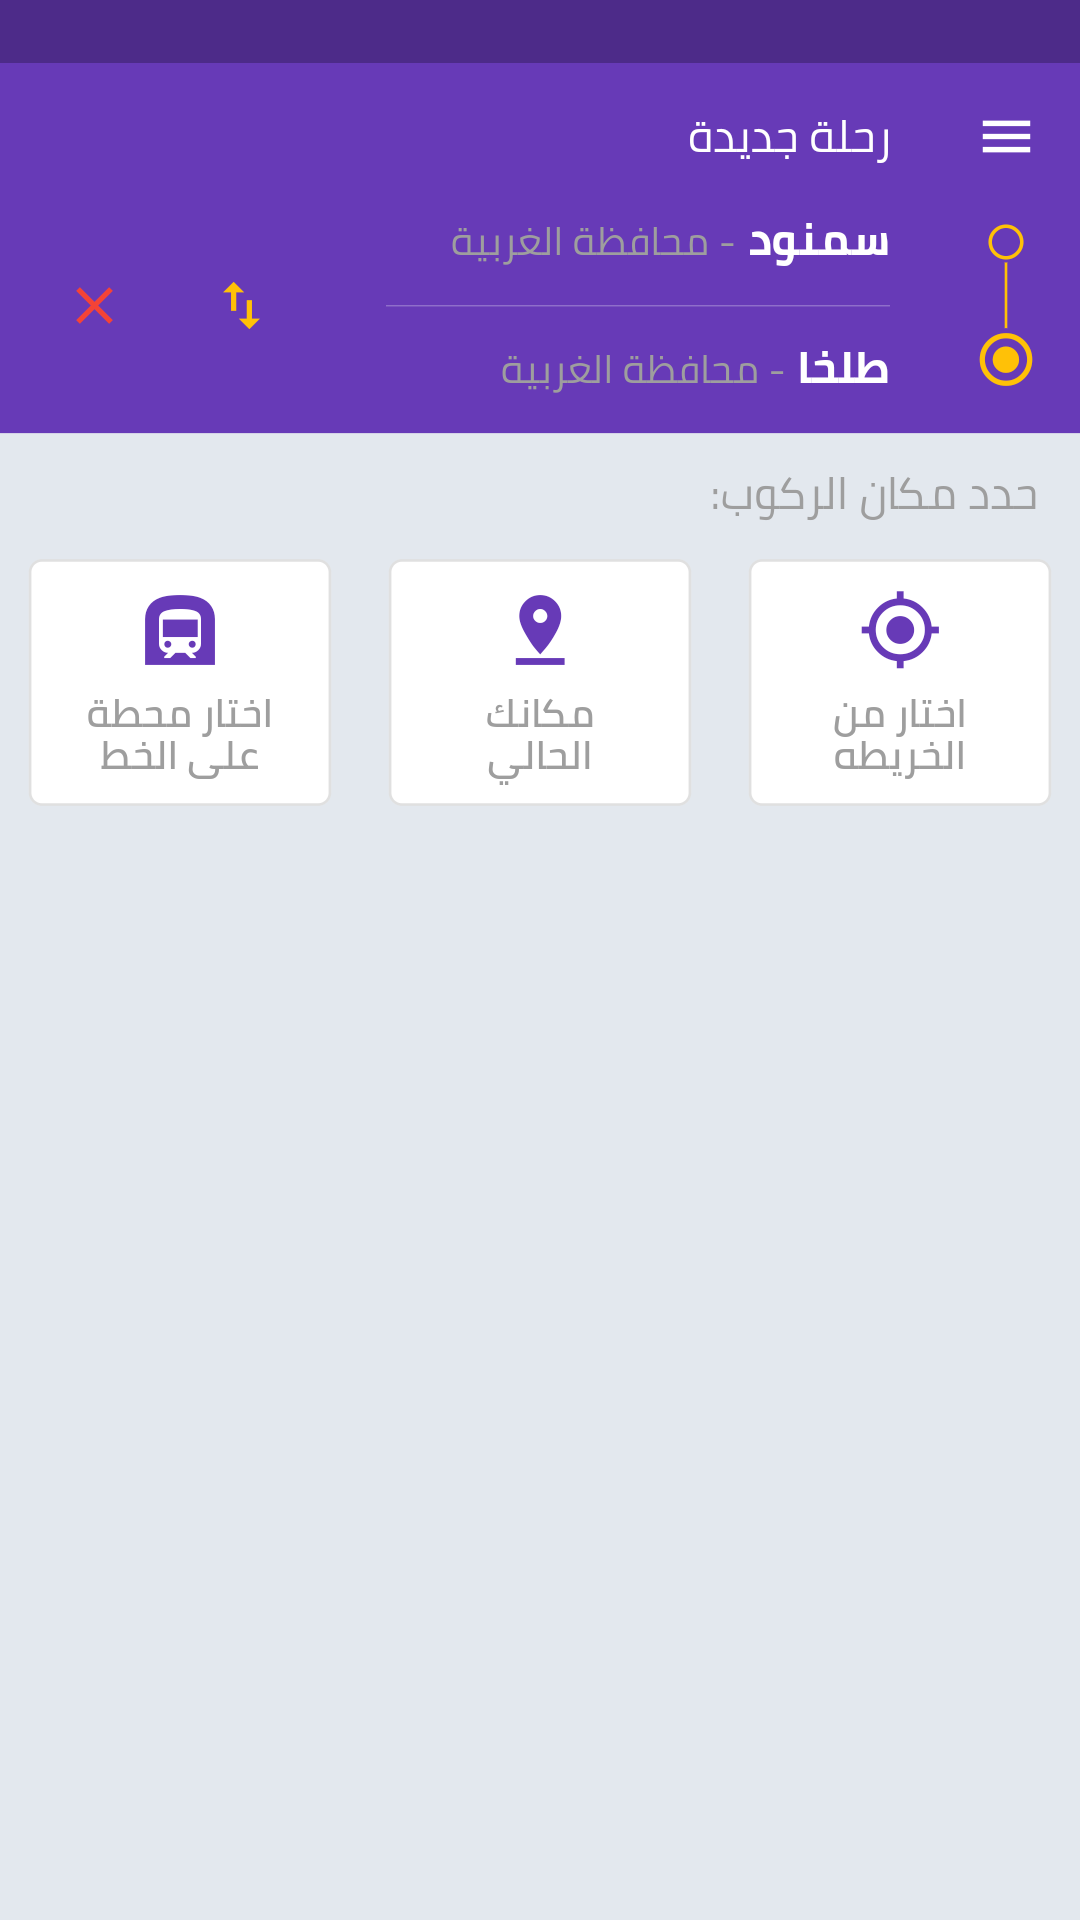 رحلة جديدة
سمنود - محافظة الغربية
طلخا - محافظة الغربية
حدد مكان الركوب:
اختار من
الخريطه
مكانك
الحالي
اختار محطة
على الخط